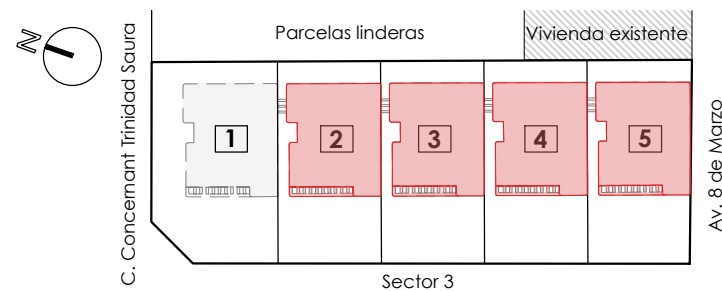 N
Parcelas linderas
Vivienda existente
C. Concernant Trinidad Saura
1
2
3
4
5
Av. 8 de Marzo
Sector 3